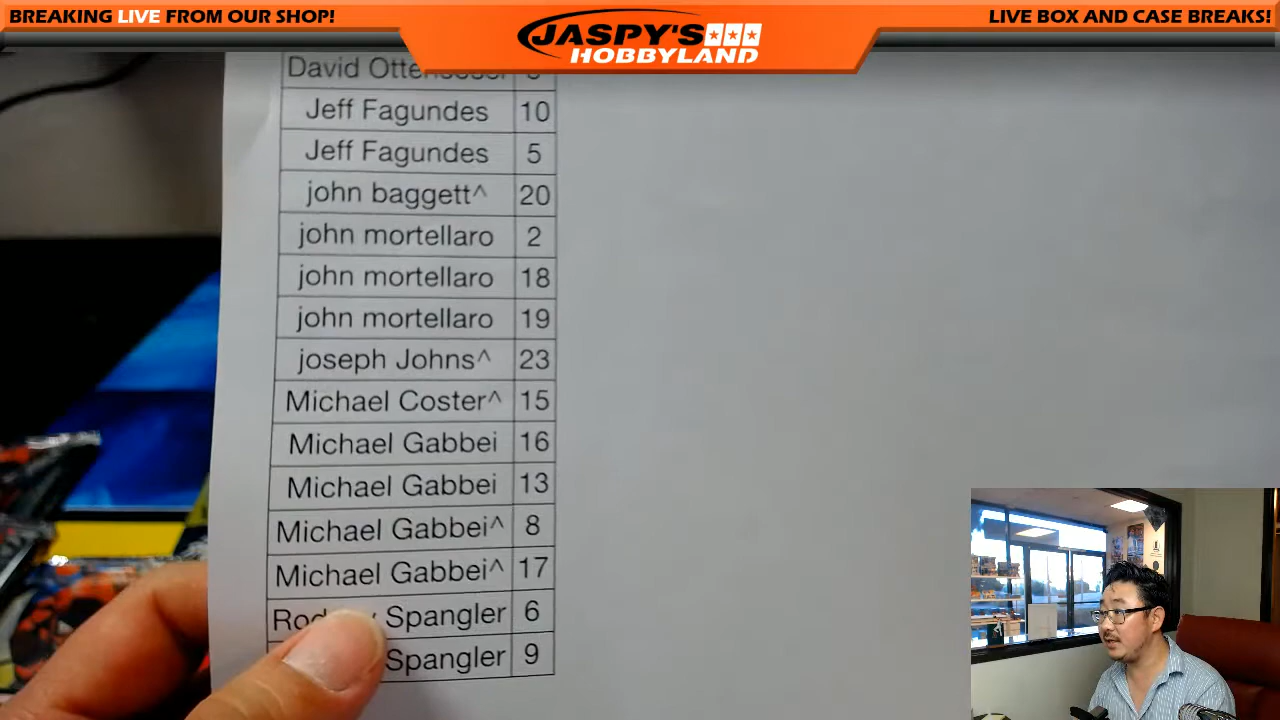 BREAKING LIVE FROM OUR SHOP!
JASPY'S
HOBBYLAND
LIVE BOX AND CASE BREAKS!
David
Jeff Fagundes 10
Jeff Fagundes 5
john baggett^ 20
john mortellaro 2
john mortellaro 18
john mortellaro 19
joseph Johns^ 23
Michael Coster^ 15
Michael Gabbei 16
Michael Gabbei 13
Michael Gabbei^ 8
Michael Gabbei^ 17
Spangler 6
Spangler 9